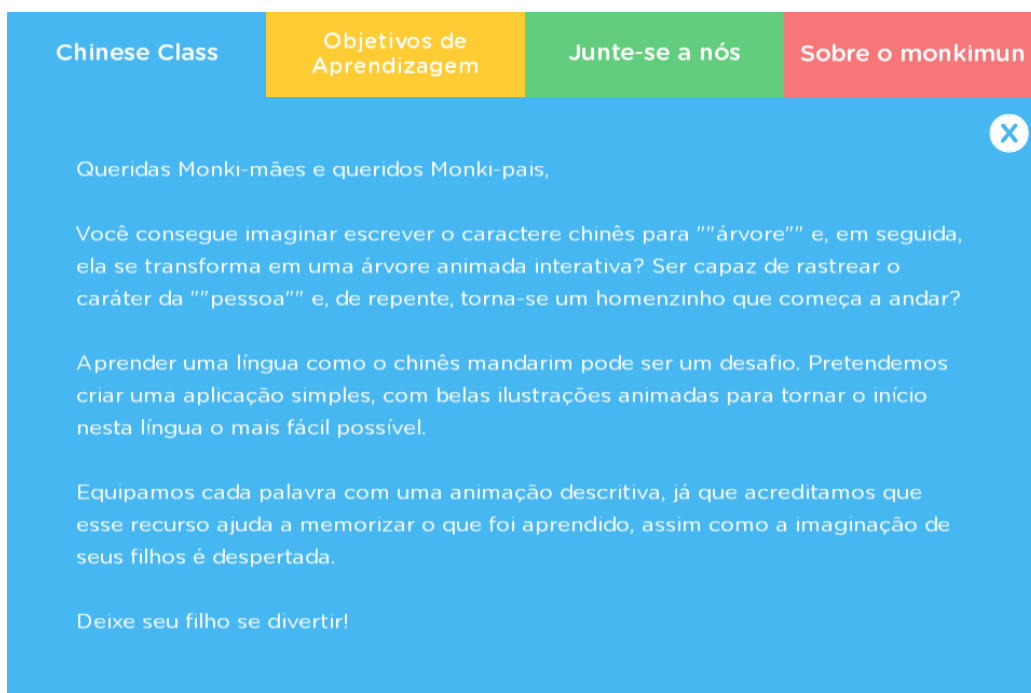 Chinese Class
Objetivos de
Aprendizagem
Junte-se a nós
Sobre o monkimun
X
Queridas Monki-mães e queridos Monki-pais,
Você consegue imaginar escrever o caractere chinês para ""árvore"" e, em seguida,
ela se transforma em uma árvore animada interativa? Ser capaz de rastrear o
caráter da ""pessoa"" e, de repente, torna-se um homenzinho que começa a andar?
Aprender uma língua como o chinês mandarim pode ser um desafio. Pretendemos
criar uma aplicação simples, com belas ilustrações animadas para tornar o início
nesta língua o mais fácil possível.
Equipamos cada palavra com uma animação descritiva, já que acreditamos que
esse recurso ajuda a memorizar o que foi aprendido, assim como a imaginação de
seus filhos é despertada.
Deixe seu filho se divertir!